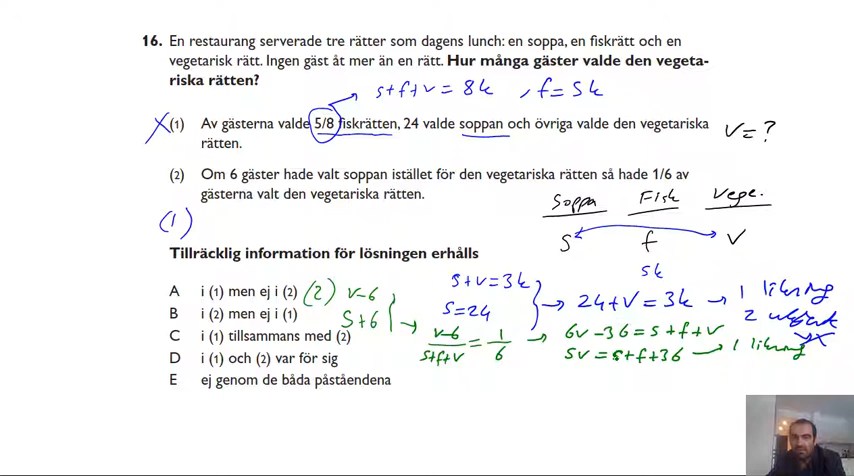 16. En restaurang serverade tre rätter som dagens lunch: en soppa, en fiskrätt och en
vegetarisk rätt. Ingen gäst åt mer än en rätt. Hur många gäster valde den vegeta-
riska rätten?
s+f+v = 8k , f = 5k
X (1) Av gästerna valde 5/8 fiskrätten, 24 valde soppan och övriga valde den vegetariska
rätten.
v = ?
(2) Om 6 gäster hade valt soppan istället för den vegetariska rätten så hade 1/6 av
gästerna valt den vegetariska rätten.
Soppa Fisk Vege.
s f v
5k
(1)
Tillräcklig information för lösningen erhålls
A i (1) men ej i (2)
B i (2) men ej i (1)
C i (1) tillsammans med (2)
D i (1) och (2) var för sig
E ej genom de båda påståendena
s+v = 3k
s = 24
→ 24+v = 3k → 1 likning
2
→ X
(2) v-6
s+6
→ v-6/s+f+v = 1/6 → 6v-36 = s+f+v
5v = s+f+36 → 1 likning